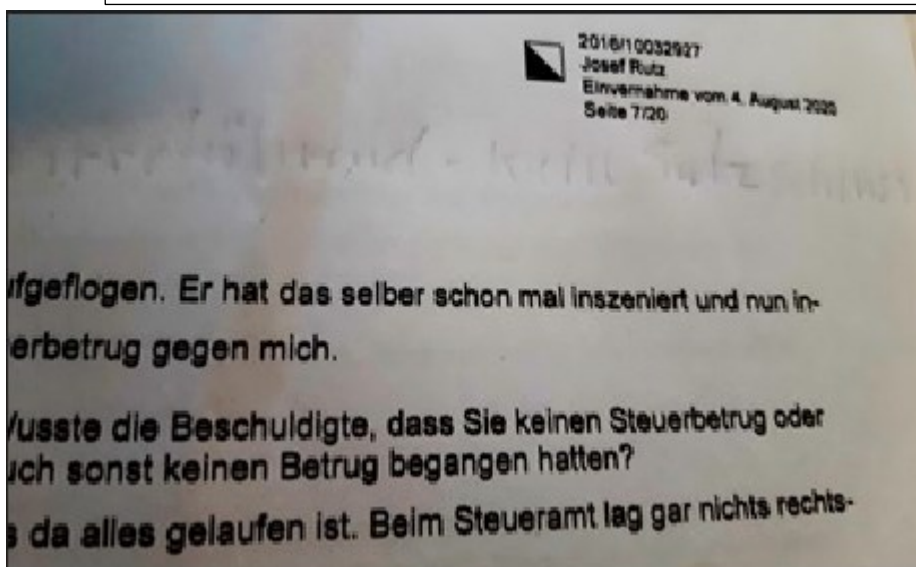 2016/10032927
Josef Rutz
Einvernahme vom 4. August 2020
Seite 7/20
ufgeflogen. Er hat das selber schon mal inszeniert und nun in-
erbetrug gegen mich.
Wusste die Beschuldigte, dass Sie keinen Steuerbetrug oder
uch sonst keinen Betrug begangen hatten?
s da alles gelaufen ist. Beim Steueramt lag gar nichts rechts-